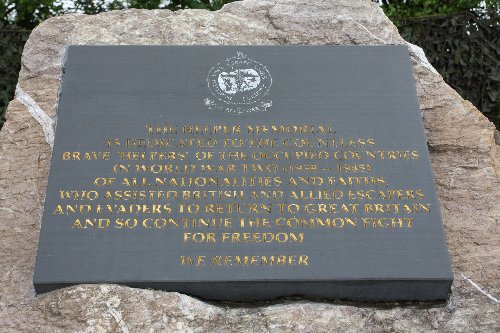 THE HELPER MEMORIAL
IS DEDICATED TO THE COUNTLESS
BRAVE 'HELPERS' OF THE OCCUPIED COUNTRIES
IN WORLD WAR TWO (1939 - 1945)
OF ALL NATIONALITIES AND FAITHS
WHO ASSISTED BRITISH AND ALLIED ESCAPERS
AND EVADERS TO RETURN TO GREAT BRITAIN
AND SO CONTINUE THE COMMON FIGHT
FOR FREEDOM
WE REMEMBER